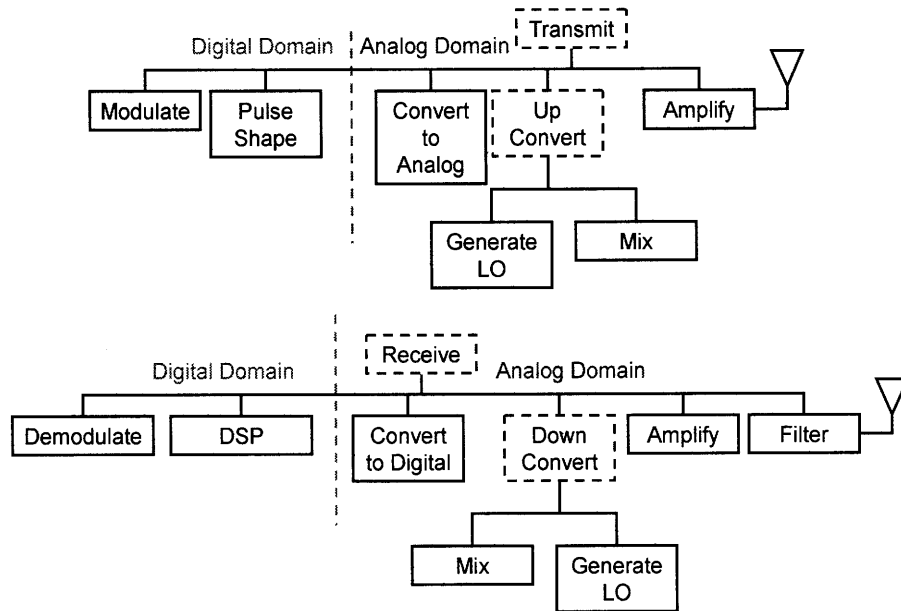 Transmit
Digital Domain
Analog Domain
Modulate
Pulse
Shape
Convert
to
Analog
Up
Convert
Amplify
Generate
LO
Mix
Receive
Digital Domain
Analog Domain
Demodulate
DSP
Convert
to Digital
Down
Convert
Amplify
Filter
Mix
Generate
LO